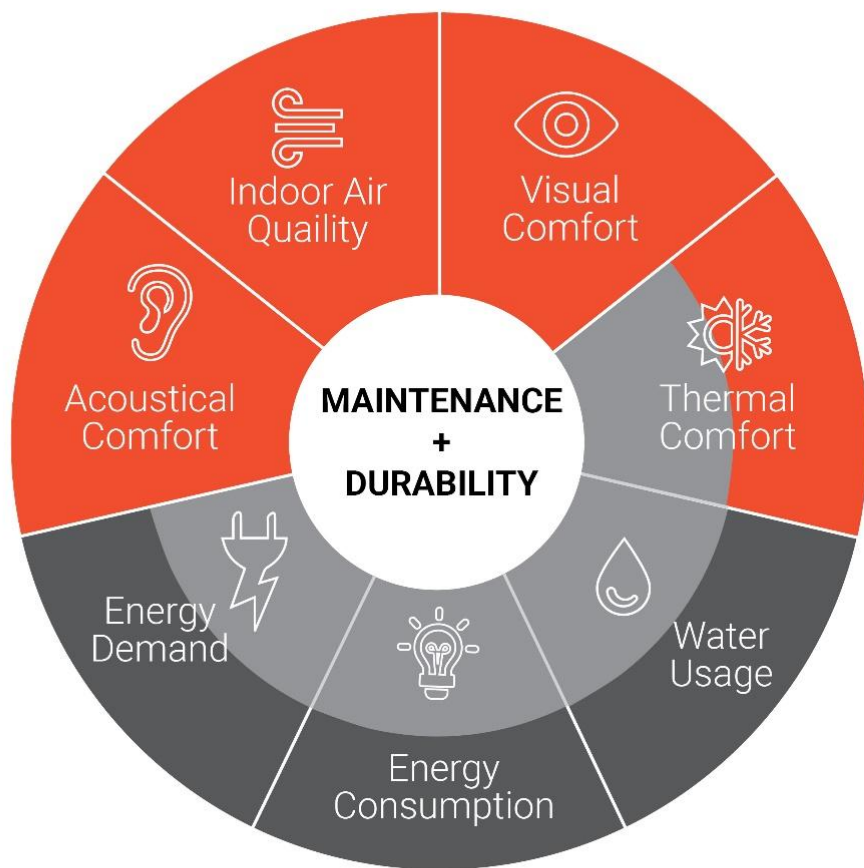 Indoor Air
Quaility
Visual
Comfort
Acoustical
Comfort
Thermal
Comfort
MAINTENANCE
+
DURABILITY
Energy
Demand
Water
Usage
Energy
Consumption